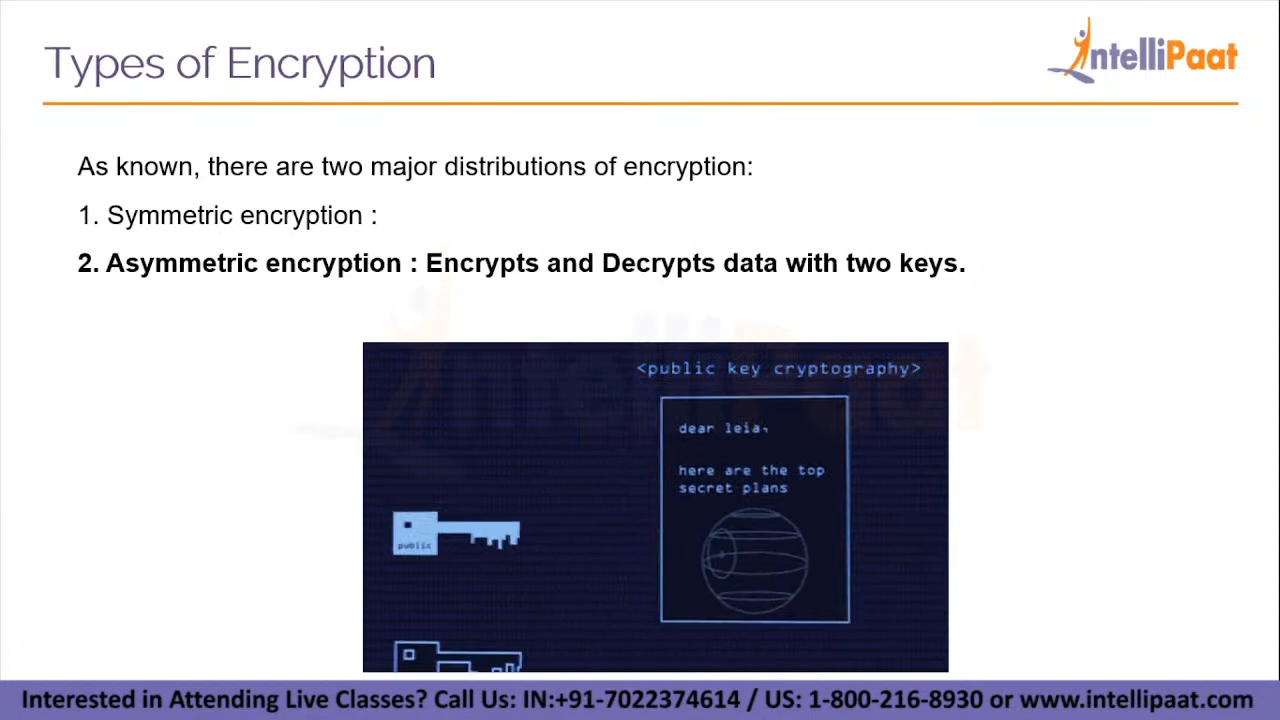 Types of Encryption
IntelliPaat
As known, there are two major distributions of encryption:
1. Symmetric encryption :
2. Asymmetric encryption : Encrypts and Decrypts data with two keys.
<public key cryptography>
dear leia,
here are the top
secret plans
public
Interested in Attending Live Classes? Call Us: IN:+91-7022374614 / US: 1-800-216-8930 or www.intellipaat.com